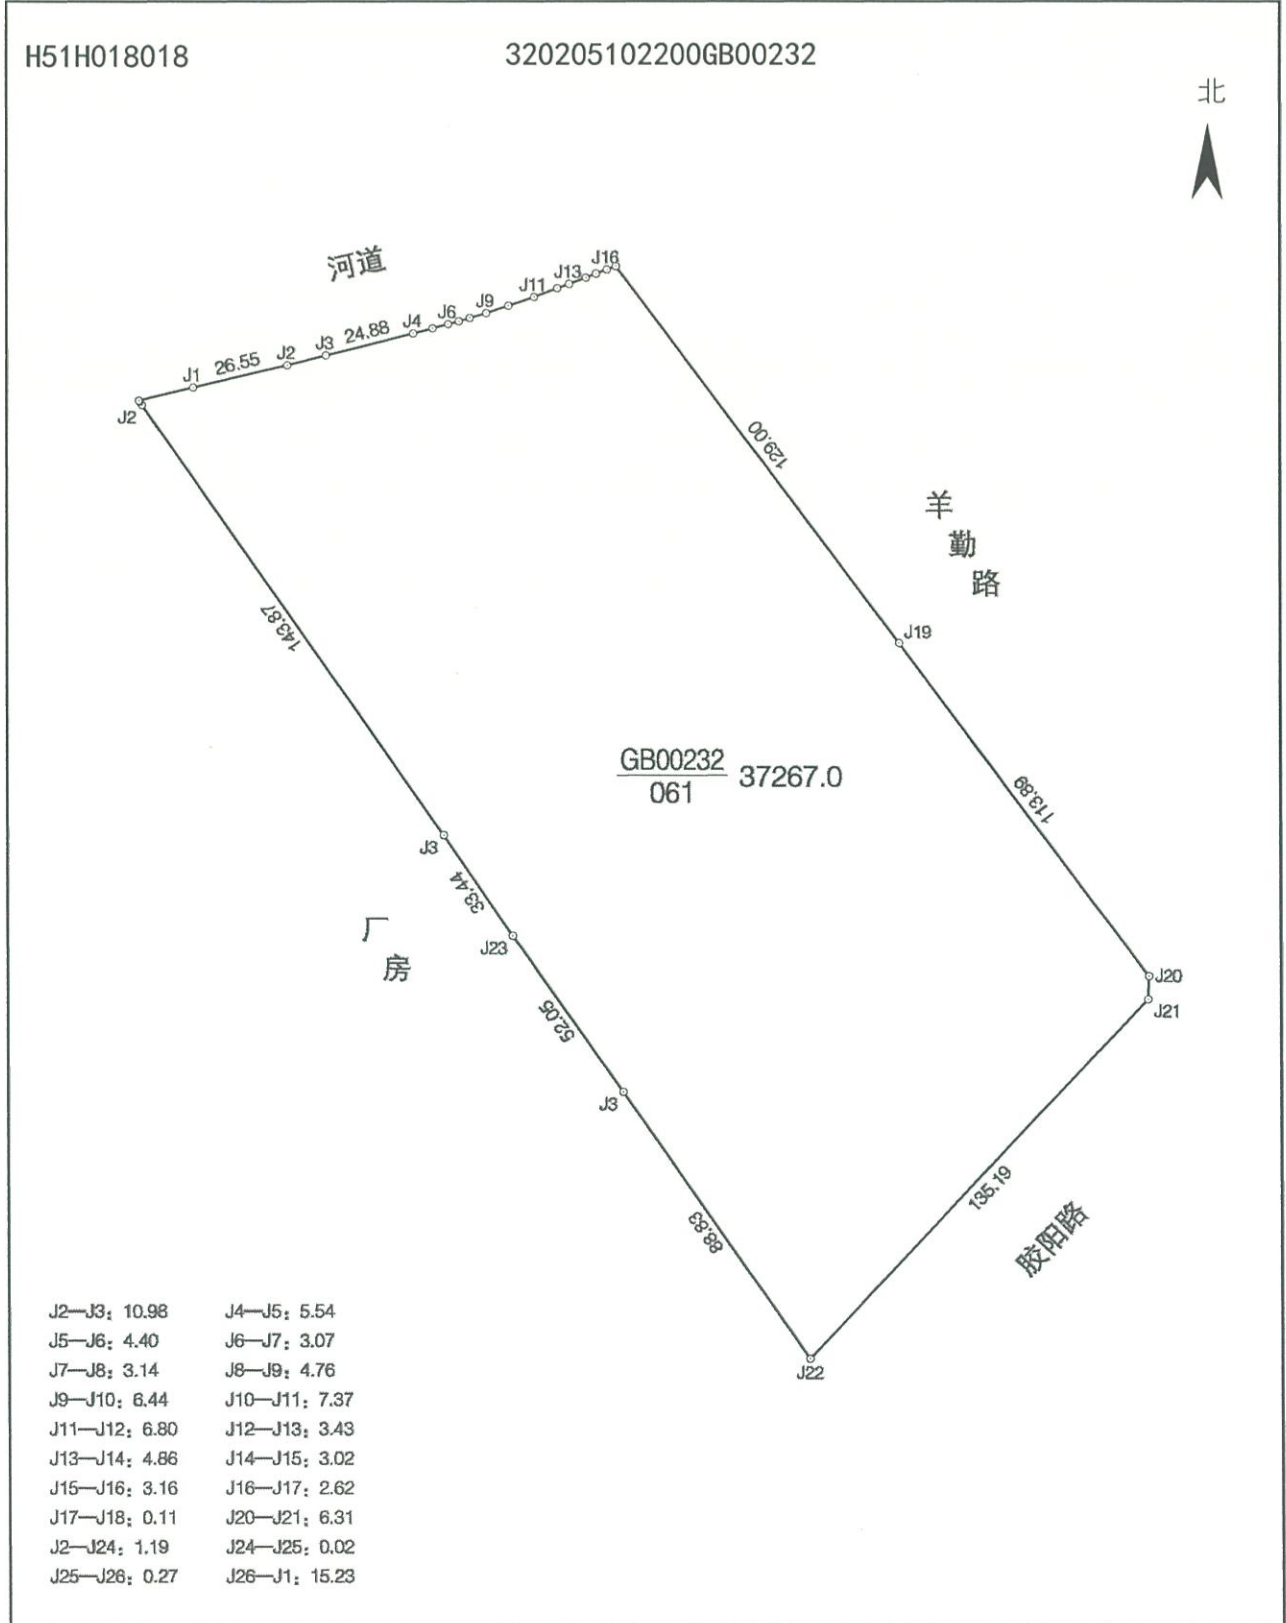 H51H018018
320205102200GB00232
北
河道
J16
J13
J11
J9
J6
J4
24.88
J3
J2
26.55
J1
J2
129.00
羊
勤
路
143.87
J19
GB00232
061
37267.0
113.89
J3
33.44
厂
房
J23
J20
J21
52.05
J3
135.19
胶阳路
88.83
J22
J2—J3: 10.98
J4—J5: 5.54
J5—J6: 4.40
J6—J7: 3.07
J7—J8: 3.14
J8—J9: 4.76
J9—J10: 6.44
J10—J11: 7.37
J11—J12: 6.80
J12—J13: 3.43
J13—J14: 4.86
J14—J15: 3.02
J15—J16: 3.16
J16—J17: 2.62
J17—J18: 0.11
J20—J21: 6.31
J2—J24: 1.19
J24—J25: 0.02
J25—J26: 0.27
J26—J1: 15.23